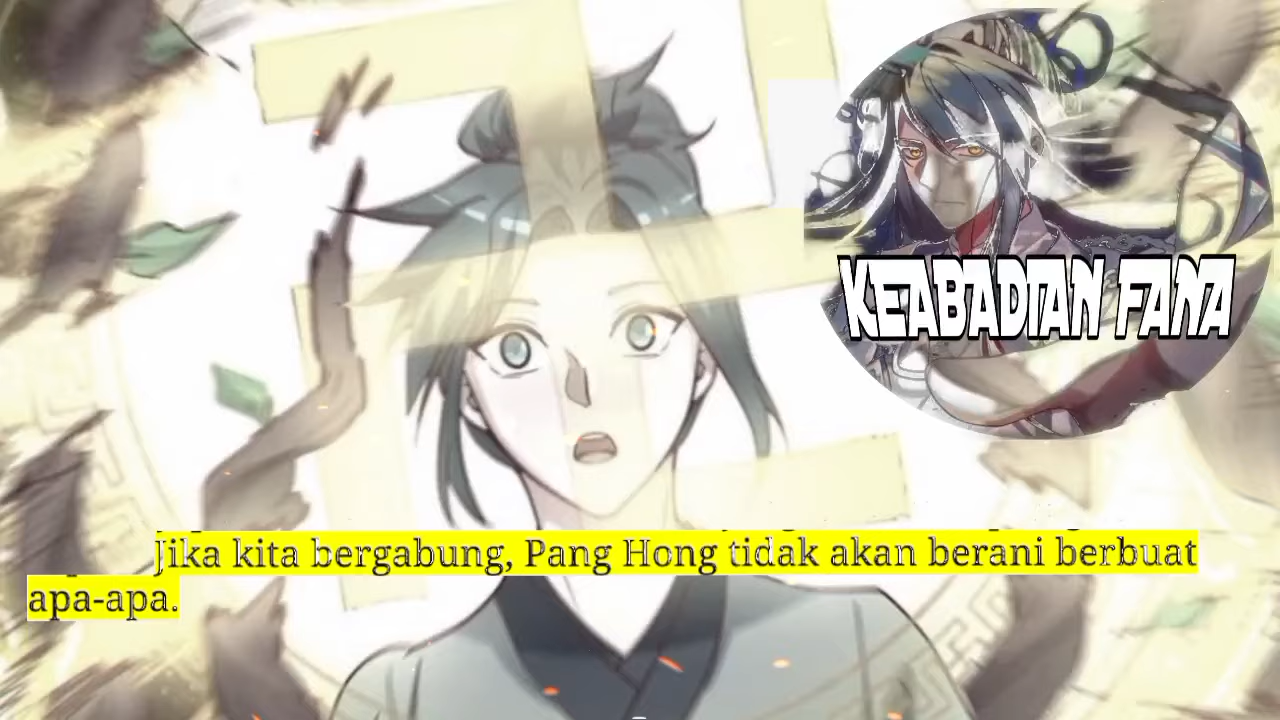 KEABADIAN FANA
Jika kita bergabung, Pang Hong tidak akan berani berbuat
apa-apa.